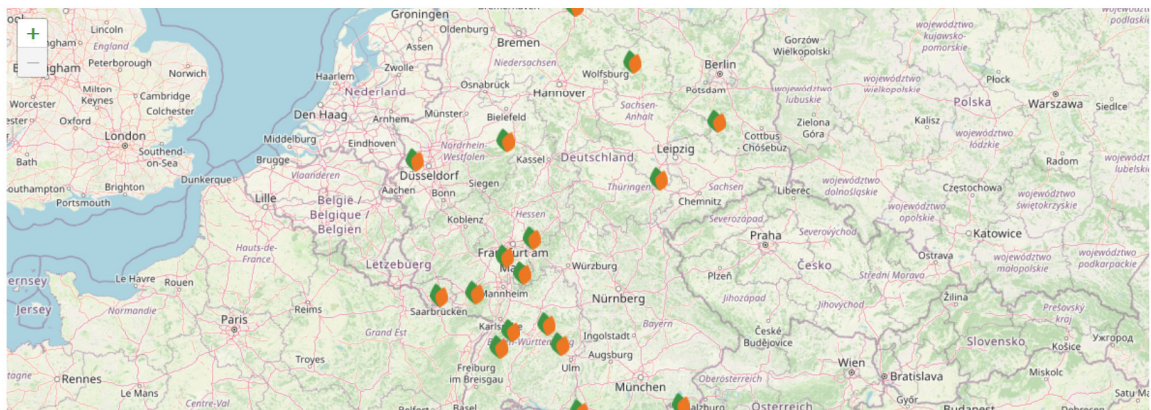 +
−
Lincoln
England
Peterborough
Norwich
Milton
Keynes
Worcester
Cambridge
Colchester
Oxford
London
Southend-
on-Sea
Bath
Brighton
Portsmouth
Jersey
Groningen
Assen
Zwolle
Haarlem
Nederland
Den Haag
Arnhem
Middelburg
Eindhoven
Brugge
Vlaanderen
Dunkerque
Lille
België /
Belgique /
Belgien
Hauts-de-
France
Lëtzebuerg
Le Havre
Rouen
Normandie
Reims
Paris
Grand Est
Troyes
Rennes
Le Mans
Centre-Val
Oldenburg
Bremen
Niedersachsen
Wolfsburg
Osnabrück
Hannover
Berlin
Potsdam
Sachsen-
Anhalt
Münster
Bielefeld
Cottbus
Chóśebuz
Nordrhein-
Westfalen
Kassel
Deutschland
Leipzig
Düsseldorf
Aachen
Bonn
Siegen
Thüringen
Sachsen
Chemnitz
Koblenz
Hessen
Frankfurt am
Würzburg
Mannheim
Saarbrücken
Nürnberg
Bayern
Ingolstadt
Augsburg
Ulm
Freiburg
im Breisgau
München
Basel
Gorzów
Wielkopolski
województwo
kujawsko-
pomorskie
województwo
podlaskie
województwo
lubuskie
województwo
wielkopolskie
Płock
Polska
Warszawa
Siedlce
Zielona
Góra
Kalisz
województwo
łódzkie
Radom
województwo
lubelskie
Liberec
województwo
dolnośląskie
Częstochowa
województwo
świętokrzyskie
województwo
opolskie
Severozápad
Severovýchod
Katowice
Praha
Ostrava
województwo
małopolskie
województwo
podkarpackie
Plzeň
Česko
Střední Morava
Jihozápad
Jihovýchod
Žilina
Prešovský
kraj
České
Budějovice
Slovensko
Košice
Ужгород
Wien
Bratislava
Miskolc
Oberösterreich
Győr
Österreich
Budapest
Debrecen